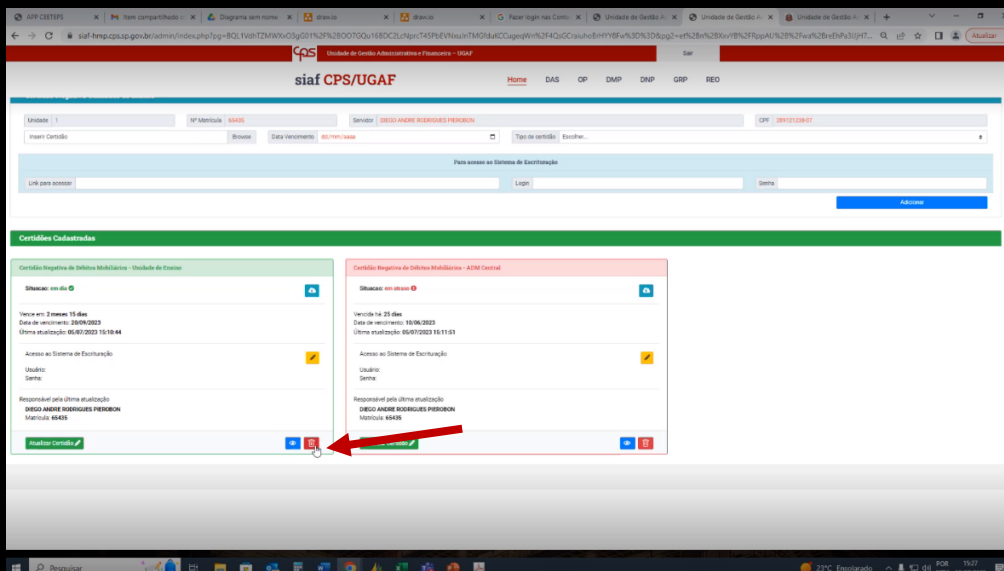 APP CEETEPS
Item compartilhado c
Diagrama sem nome
draw.io
draw.io
Fazer login nas Conta
Unidade de Gestão A
Unidade de Gestão A
Unidade de Gestão A
Atualizar
cps Unidade de Gestão Administrativa e Financeira – UGAF
Sair
siaf CPS/UGAF
Home DAS OP DMP DNP GRP REO
Unidade 1 Nº Matrícula 65435 Servidor DIEGO ANDRE RODRIGUES PIEROBON CPF 289121238-07
Inserir Certidão Browse Data Vencimento dd/mm/aaaa Tipo de certidão Escolher...
Para acesso ao Sistema de Escrituração
Link para acessar Login Senha
Adicionar
Certidões Cadastradas
Certidão Negativa de Débitos Mobiliários - Unidade de Ensino
Situacao: em dia
Vence em: 2 meses 15 dias
Data de vencimento: 20/09/2023
Última atualização: 05/07/2023 15:10:44
Acesso ao Sistema de Escrituração
Usuário:
Senha:
Responsável pela última atualização
DIEGO ANDRE RODRIGUES PIEROBON
Matrícula: 65435
Atualizar Certidão
Certidão Negativa de Débitos Mobiliários - ADM Central
Situacao: em atraso
Vencida há: 25 dias
Data de vencimento: 10/06/2023
Última atualização: 05/07/2023 15:11:51
Acesso ao Sistema de Escrituração
Usuário:
Senha:
Responsável pela última atualização
DIEGO ANDRE RODRIGUES PIEROBON
Matrícula: 65435
Pesquisar
23°C Ensolarado
POR
15:27